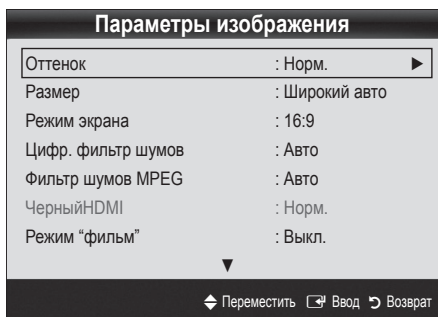 Параметры изображения
Оттенок : Норм. ►
Размер : Широкий авто
Режим экрана : 16:9
Цифр. фильтр шумов : Авто
Фильтр шумов MPEG : Авто
ЧерныйHDMI : Норм.
Режим “фильм” : Выкл.
▼
Переместить Ввод Возврат